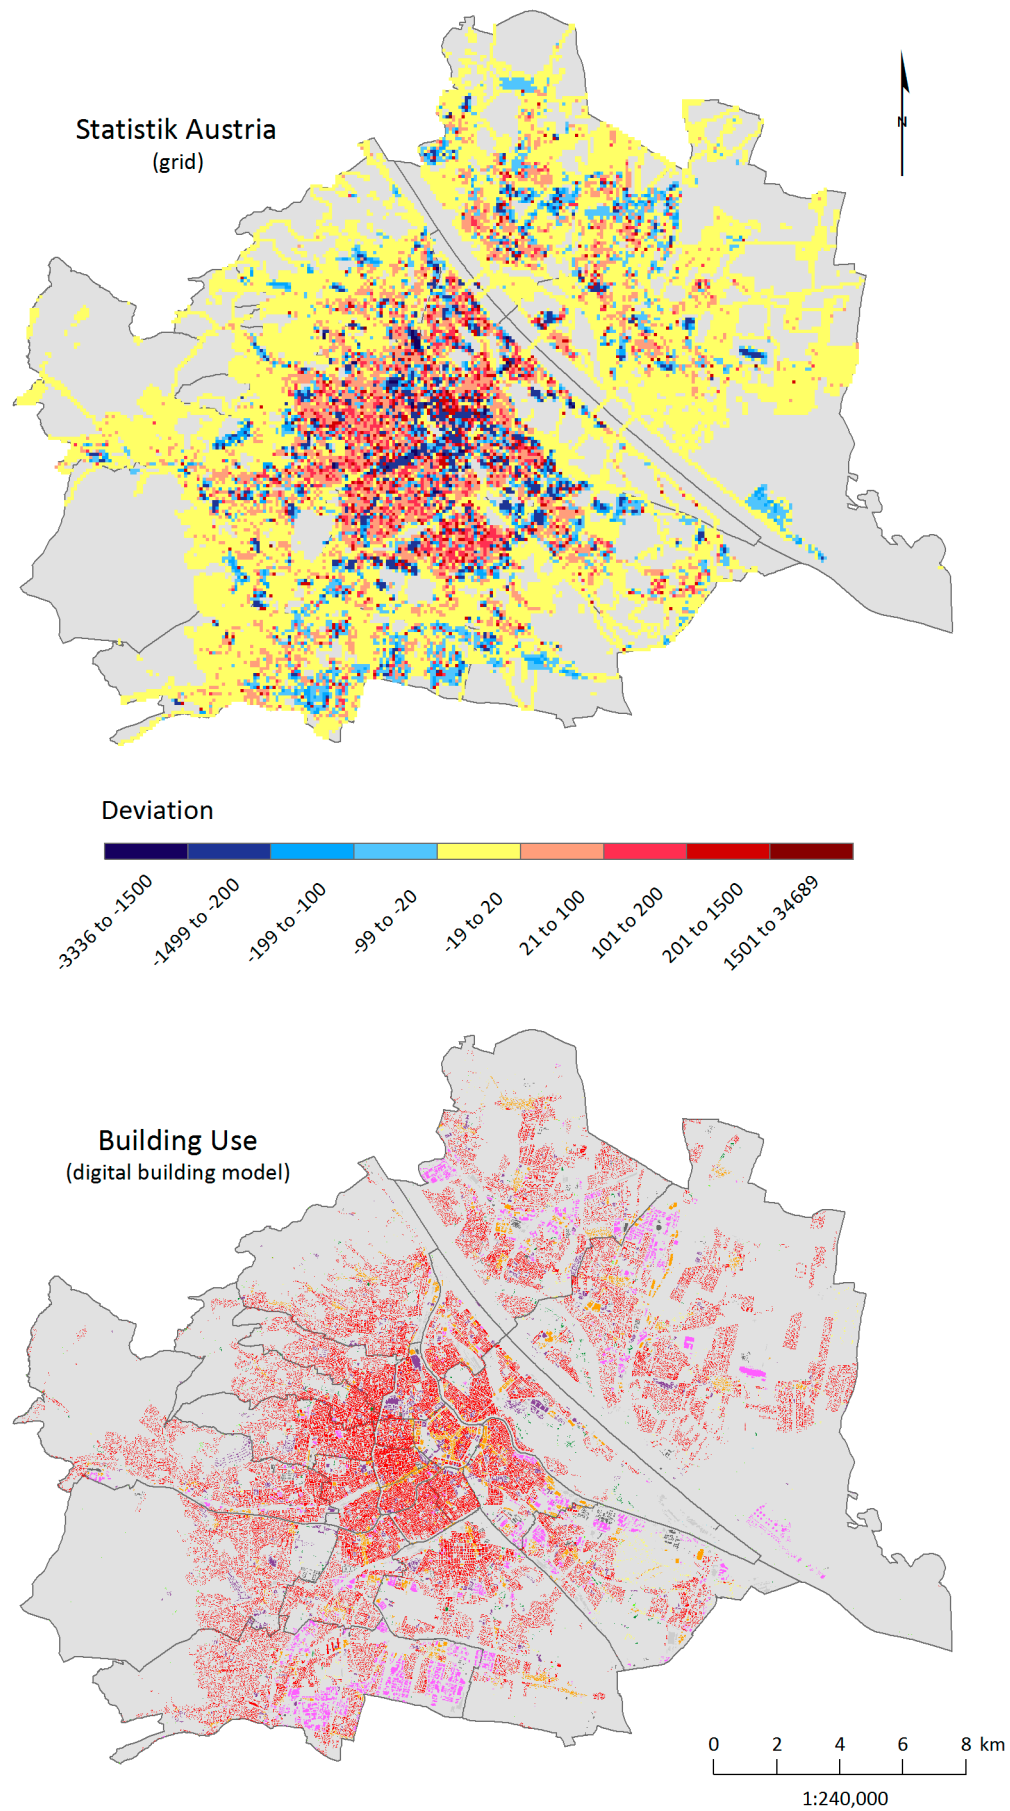 Statistik Austria
(grid)
N
Deviation
-3336 to -1500
-1499 to -200
-199 to -100
-99 to -20
-19 to 20
21 to 100
101 to 200
201 to 1500
1501 to 34689
Building Use
(digital building model)
0 2 4 6 8 km
1:240,000